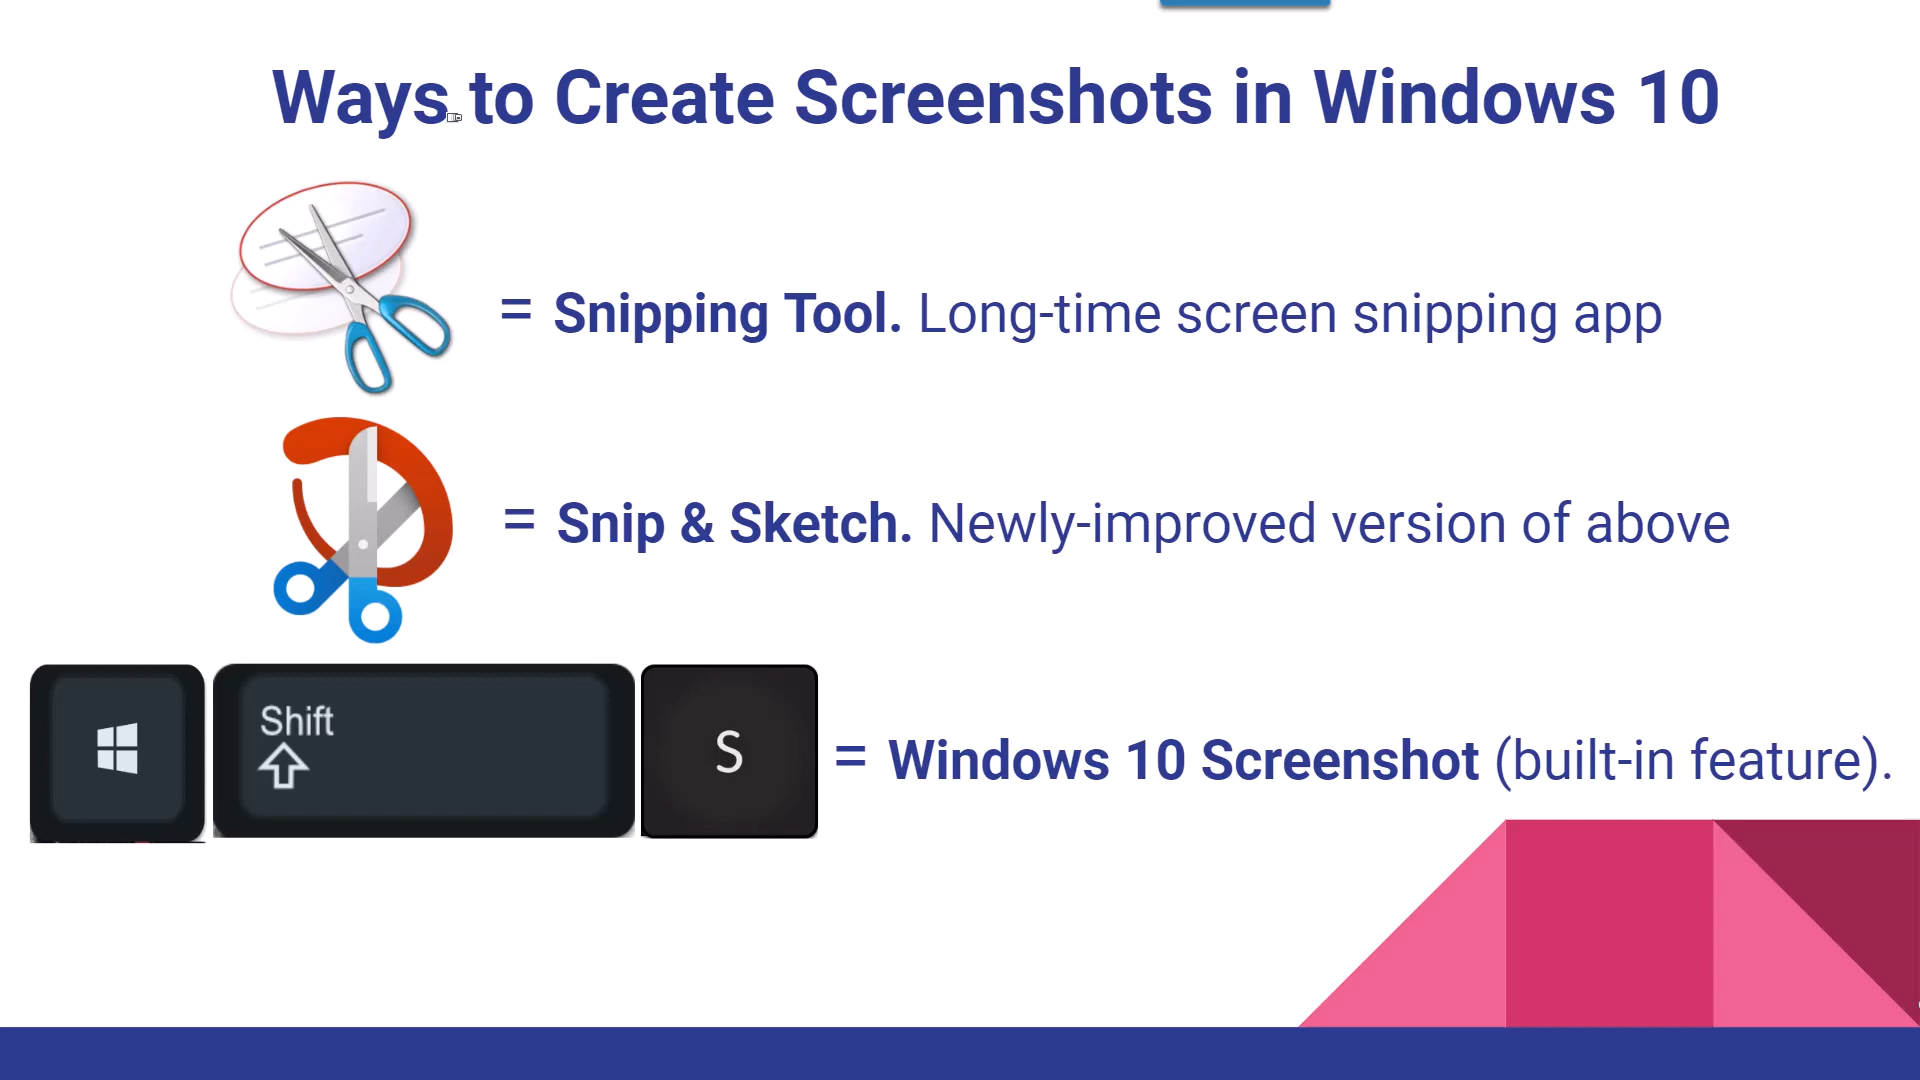 Ways to Create Screenshots in Windows 10
= Snipping Tool. Long-time screen snipping app
= Snip & Sketch. Newly-improved version of above
Shift
S
= Windows 10 Screenshot (built-in feature).